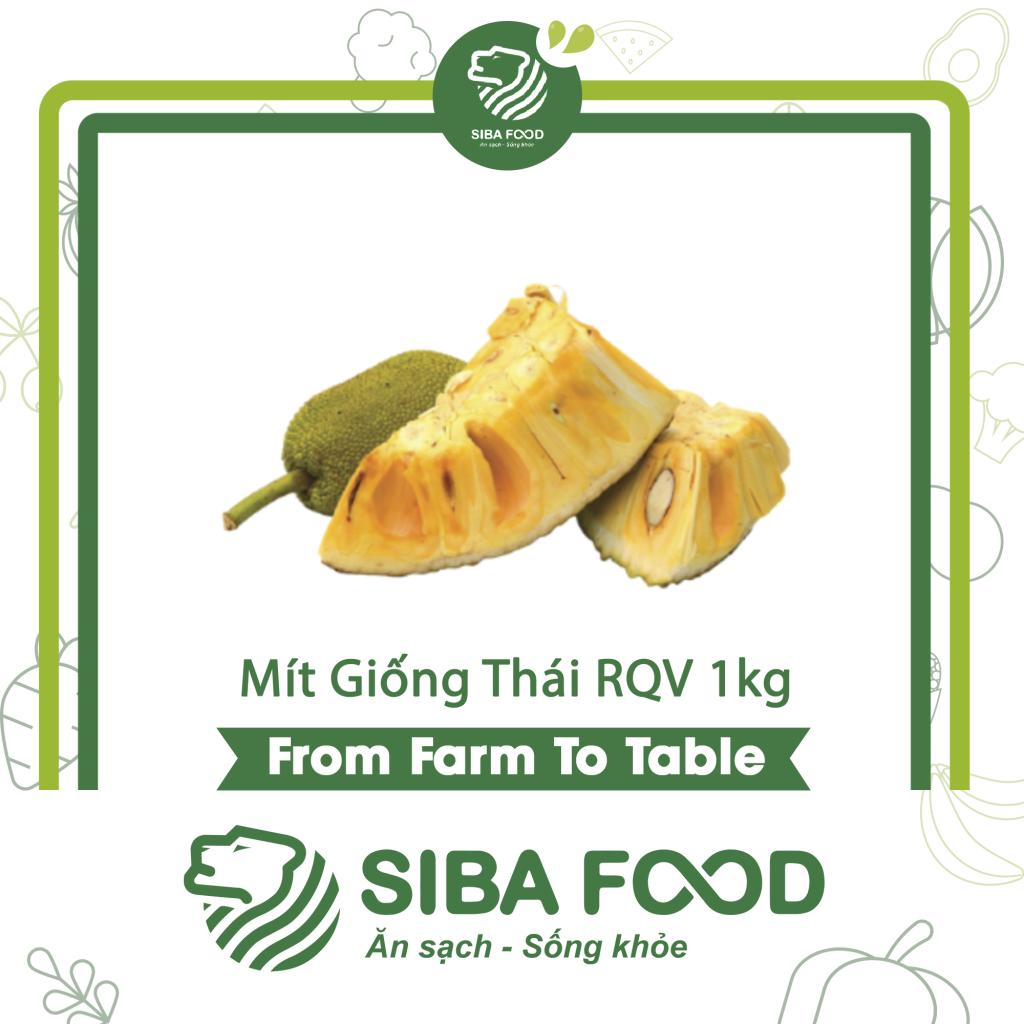 SIBA FOOD
Ăn sạch - Sống khỏe
Mít Giống Thái RQV 1kg
From Farm To Table
SIBA FOOD
Ăn sạch - Sống khỏe